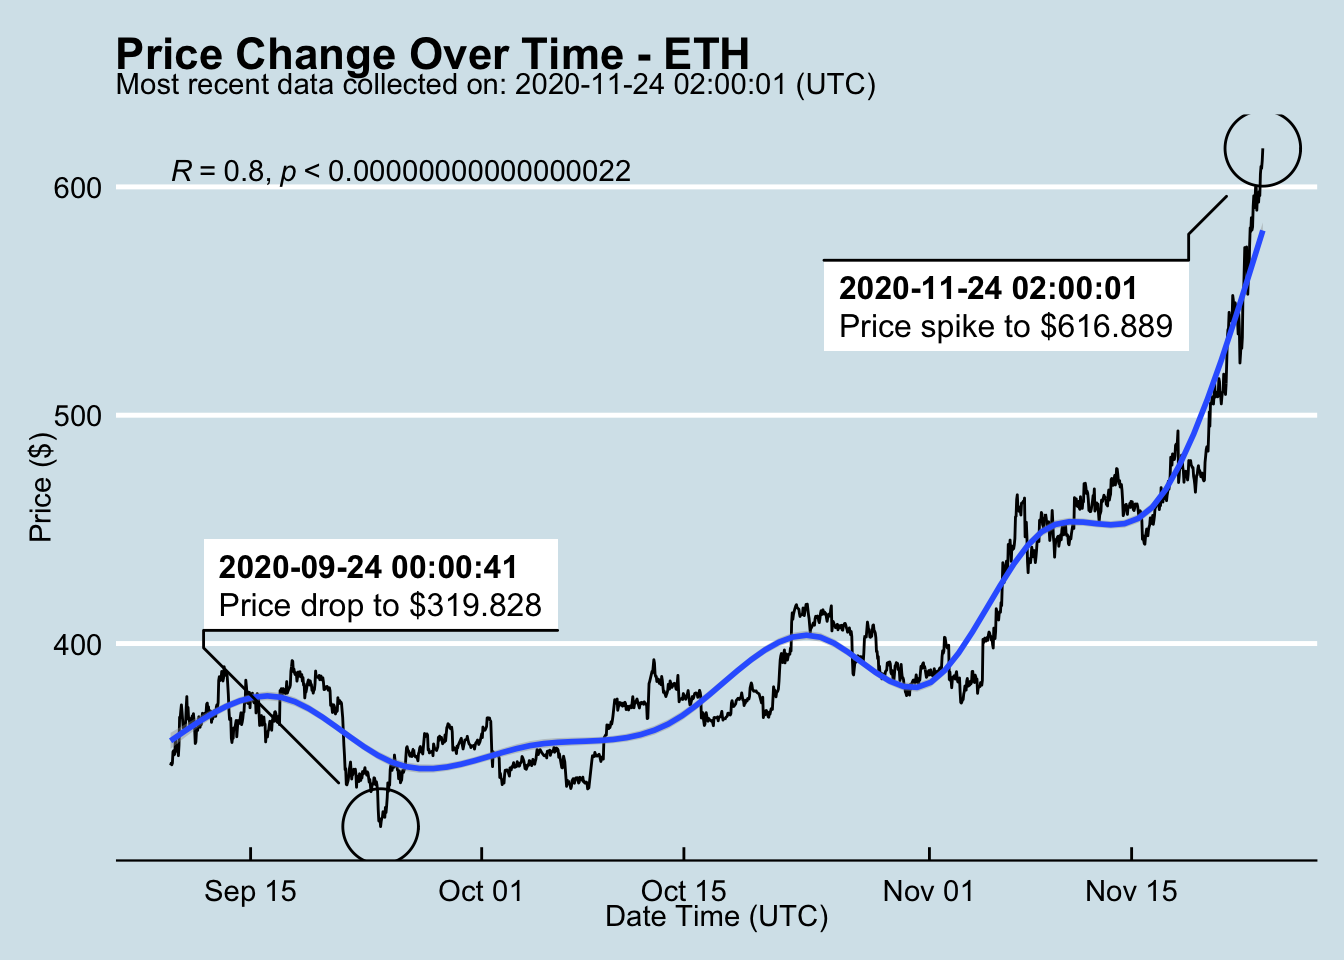 Price Change Over Time - ETH
Most recent data collected on: 2020-11-24 02:00:01 (UTC)
R = 0.8, p < 0.00000000000000022
600
2020-11-24 02:00:01
Price spike to $616.889
500
Price ($)
2020-09-24 00:00:41
Price drop to $319.828
400
Sep 15
Oct 01
Oct 15
Nov 01
Nov 15
Date Time (UTC)